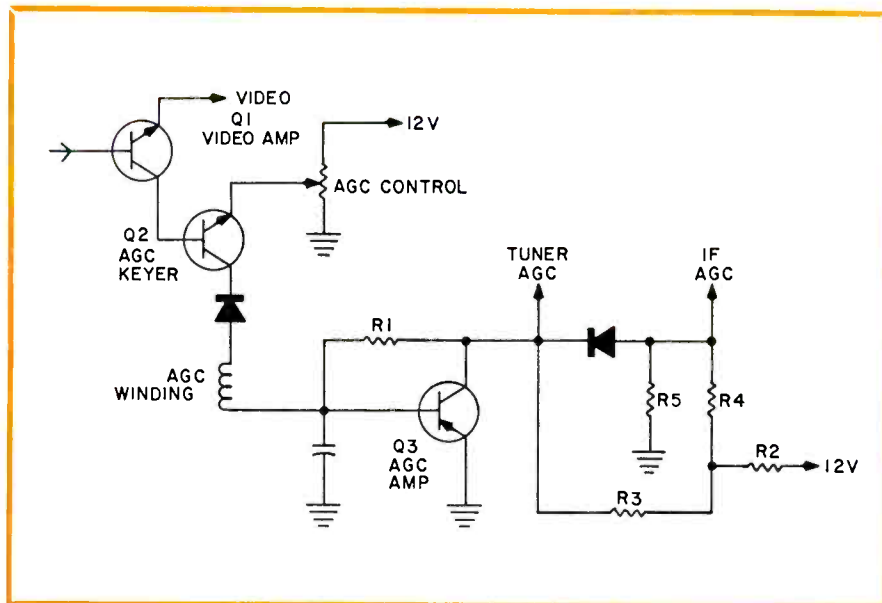 VIDEO
Q1
VIDEO AMP
12V
AGC CONTROL
Q2
AGC
KEYER
TUNER
AGC
IF
AGC
R1
AGC
WINDING
R5
R4
Q3
AGC
AMP
R2
12V
R3